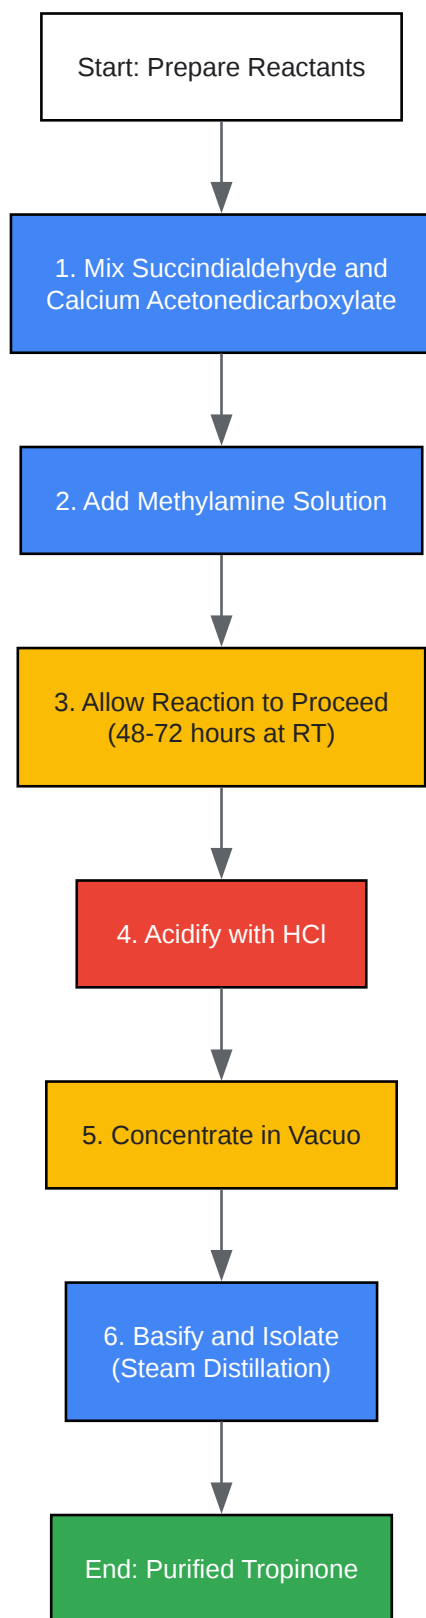 Start: Prepare Reactants
1. Mix Succindialdehyde and
Calcium Acetonedicarboxylate
2. Add Methylamine Solution
3. Allow Reaction to Proceed
(48-72 hours at RT)
4. Acidify with HCl
5. Concentrate in Vacuo
6. Basify and Isolate
(Steam Distillation)
End: Purified Tropinone